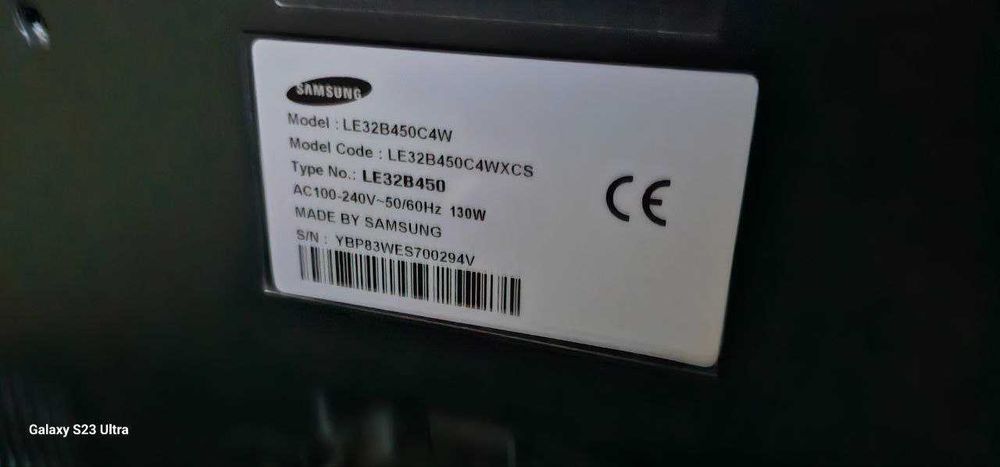 SAMSUNG
Model : LE32B450C4W
Model Code : LE32B450C4WXCS
Type No.: LE32B450
AC100-240V~50/60Hz 130W
MADE BY SAMSUNG
S/N : YBP83WES700294V
CE
Galaxy S23 Ultra